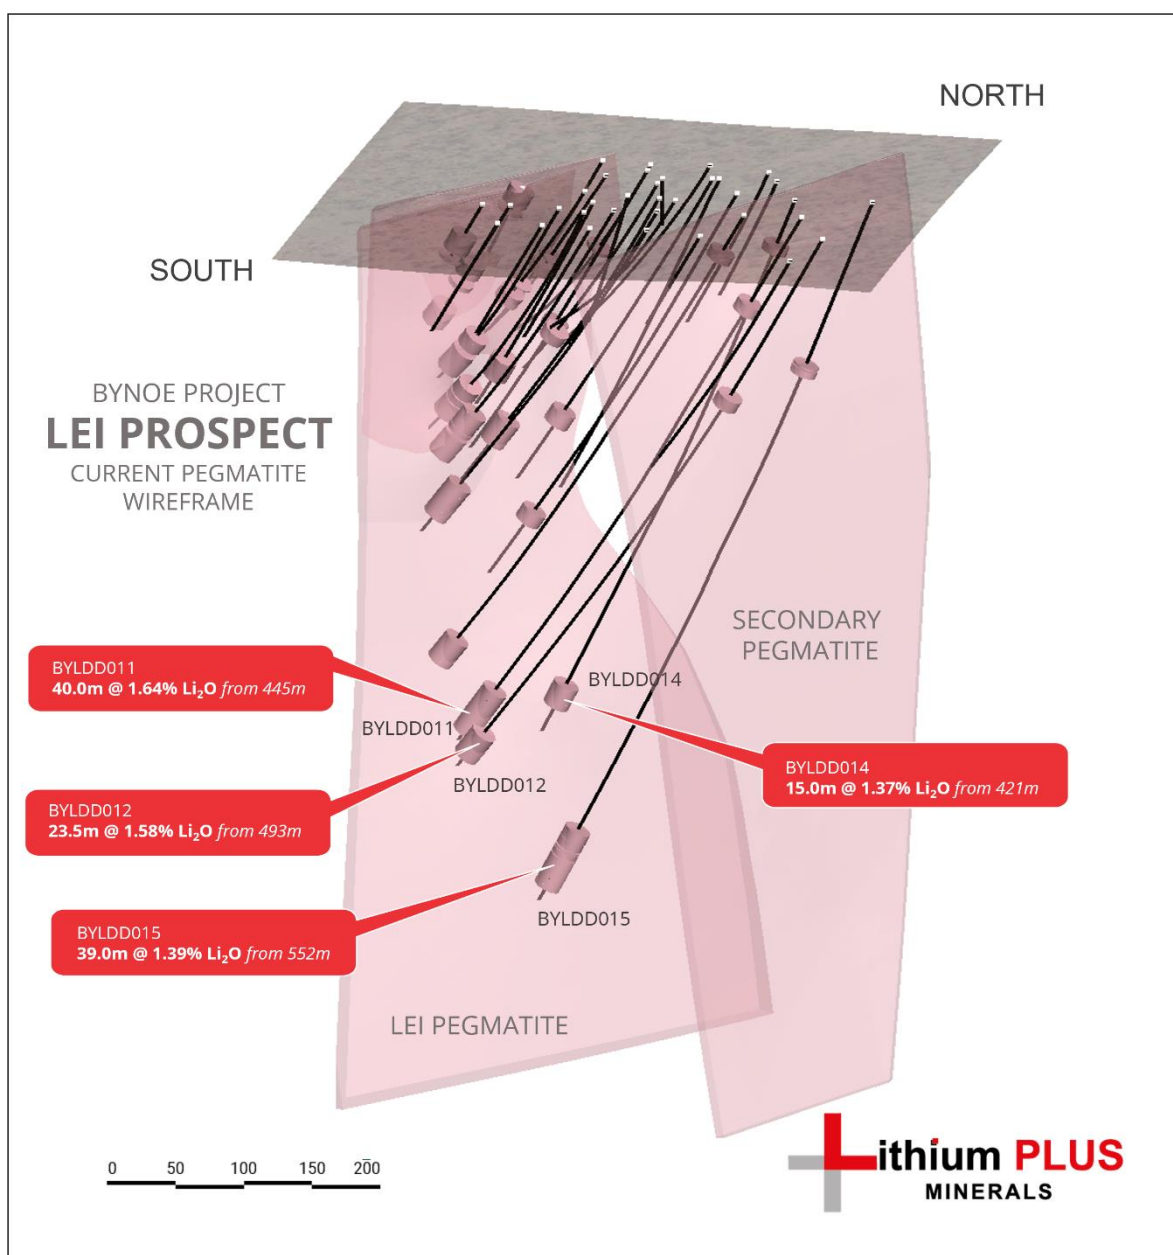 NORTH
SOUTH
BYNOE PROJECT
LEI PROSPECT
CURRENT PEGMATITE
WIREFRAME
SECONDARY
PEGMATITE
BYLDD011
40.0m @ 1.64% Li₂O from 445m
BYLDD014
BYLDD011
BYLDD012
BYLDD014
15.0m @ 1.37% Li₂O from 421m
BYLDD012
23.5m @ 1.58% Li₂O from 493m
BYLDD015
BYLDD015
39.0m @ 1.39% Li₂O from 552m
LEI PEGMATITE
0 50 100 150 200
Lithium PLUS
MINERALS